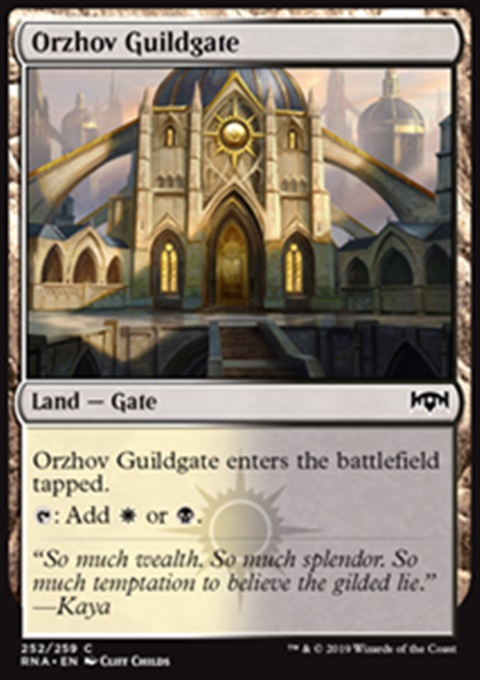 Orzhov Guildgate
Land — Gate
Orzhov Guildgate enters the battlefield
tapped.
: Add or .
“So much wealth. So much splendor. So
much temptation to believe the gilded lie.”
—Kaya
252/259 C
RNA • EN Cliff Childs
™ & © 2019 Wizards of the Coast